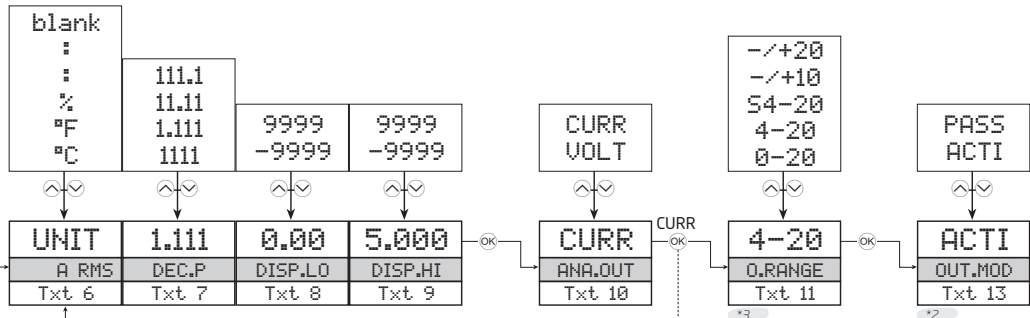 blank
:
:
%
°F
°C
111.1
11.11
1.111
1111
9999
-9999
9999
-9999
CURR
VOLT
-/+20
-/+10
S4-20
4-20
0-20
PASS
ACTI
UNIT
A RMS
Txt 6
1.111
DEC.P
Txt 7
0.00
DISP.LO
Txt 8
5.000
DISP.HI
Txt 9
OK
CURR
ANA.OUT
Txt 10
CURR
OK
4-20
O.RANGE
Txt 11
*3
OK
ACTI
OUT.MOD
Txt 13
*2